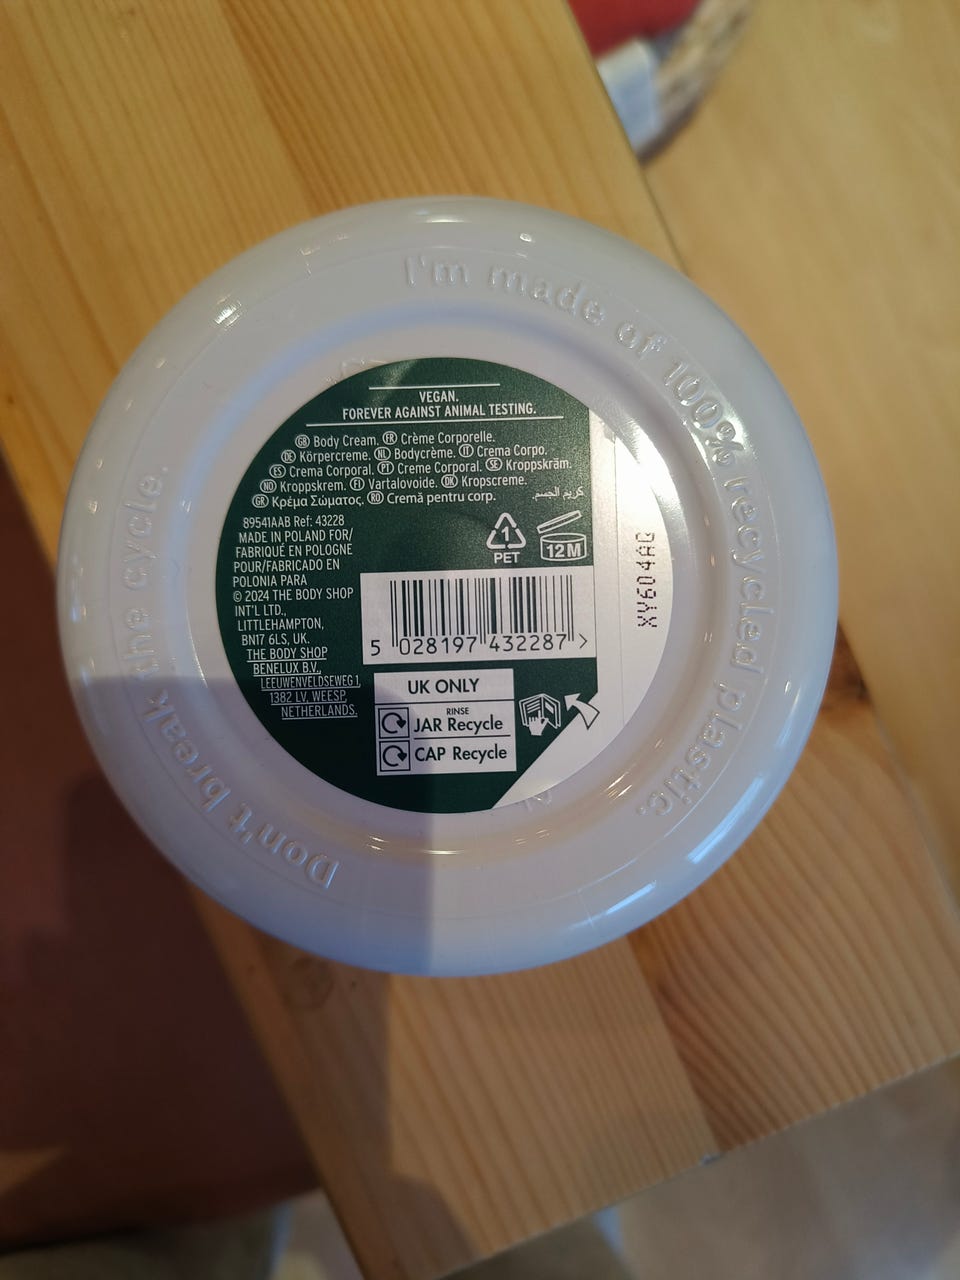 I'm made of 100% recycled plastic.
Don't break the cycle.
VEGAN.
FOREVER AGAINST ANIMAL TESTING.
GB Body Cream. FR Crème Corporelle.
DE Körpercreme. NL Bodycrème. IT Crema Corpo.
ES Crema Corporal. PT Creme Corporal. SE Kroppskräm.
NO Kroppskrem. FI Vartalovoide. DK Kropscreme.
GR Κρέμα Σώματος. RO Cremă pentru corp. كريم الجسم.
89541AAB Ref: 43228
MADE IN POLAND FOR/
FABRIQUÉ EN POLOGNE
POUR/FABRICADO EN
POLONIA PARA
© 2024 THE BODY SHOP
INT'L LTD.,
LITTLEHAMPTON,
BN17 6LS, UK.
THE BODY SHOP
BENELUX B.V.,
LEEUWENVELDSEWEG 1,
1382 LV, WEESP,
NETHERLANDS.
1
PET
12M
5 028197 432287 >
UK ONLY
RINSE
JAR Recycle
CAP Recycle
XY604AG